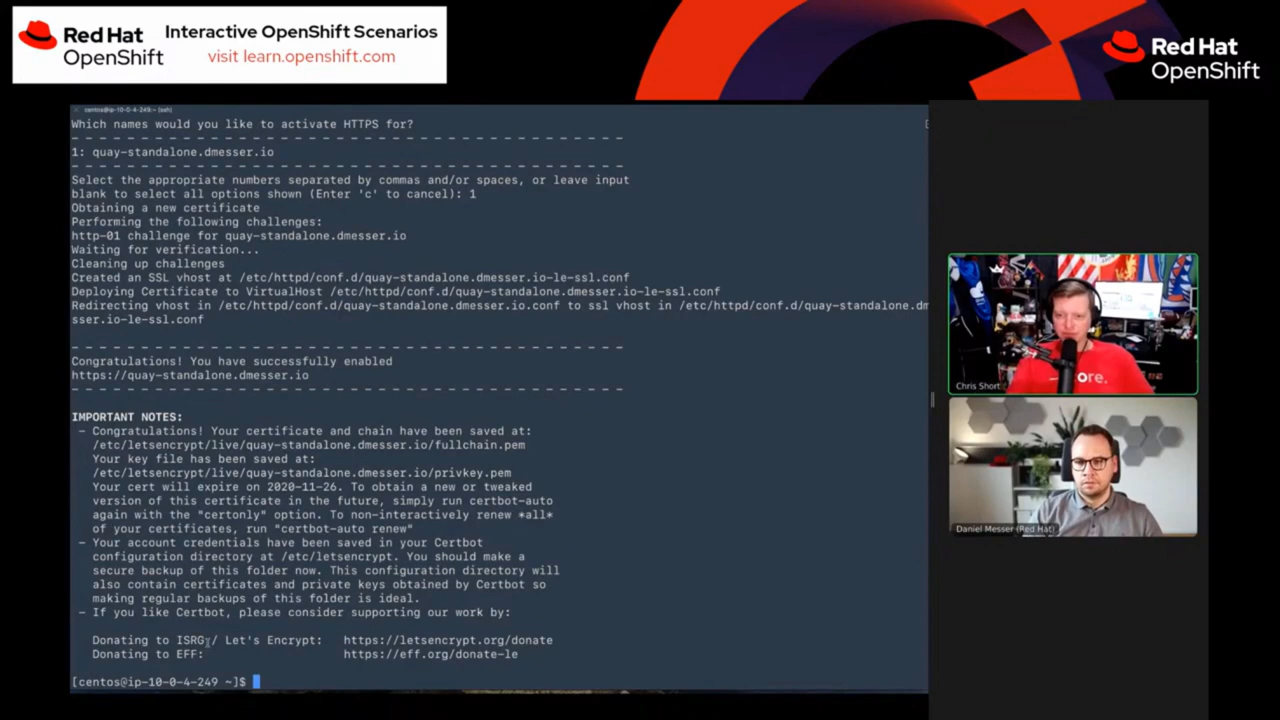 Red Hat
OpenShift
Interactive OpenShift Scenarios
visit learn.openshift.com
Red Hat
OpenShift
centos@ip-10-0-4-249:~ (ssh)
Which names would you like to activate HTTPS for?
- - - - - - - - - - - - - - - - - - - - - - - - - - - - - - - - - - - - - - - -
1: quay-standalone.dmesser.io
- - - - - - - - - - - - - - - - - - - - - - - - - - - - - - - - - - - - - - - -
Select the appropriate numbers separated by commas and/or spaces, or leave input
blank to select all options shown (Enter 'c' to cancel): 1
Obtaining a new certificate
Performing the following challenges:
http-01 challenge for quay-standalone.dmesser.io
Waiting for verification...
Cleaning up challenges
Created an SSL vhost at /etc/httpd/conf.d/quay-standalone.dmesser.io-le-ssl.conf
Deploying Certificate to VirtualHost /etc/httpd/conf.d/quay-standalone.dmesser.io-le-ssl.conf
Redirecting vhost in /etc/httpd/conf.d/quay-standalone.dmesser.io.conf to ssl vhost in /etc/httpd/conf.d/quay-standalone.dm
sser.io-le-ssl.conf
- - - - - - - - - - - - - - - - - - - - - - - - - - - - - - - - - - - - - - - -
Congratulations! You have successfully enabled
https://quay-standalone.dmesser.io
- - - - - - - - - - - - - - - - - - - - - - - - - - - - - - - - - - - - - - - -
IMPORTANT NOTES:
- Congratulations! Your certificate and chain have been saved at:
/etc/letsencrypt/live/quay-standalone.dmesser.io/fullchain.pem
Your key file has been saved at:
/etc/letsencrypt/live/quay-standalone.dmesser.io/privkey.pem
Your cert will expire on 2020-11-26. To obtain a new or tweaked
version of this certificate in the future, simply run certbot-auto
again with the "certonly" option. To non-interactively renew *all*
of your certificates, run "certbot-auto renew"
- Your account credentials have been saved in your Certbot
configuration directory at /etc/letsencrypt. You should make a
secure backup of this folder now. This configuration directory will
also contain certificates and private keys obtained by Certbot so
making regular backups of this folder is ideal.
- If you like Certbot, please consider supporting our work by:
Donating to ISRG / Let's Encrypt: https://letsencrypt.org/donate
Donating to EFF: https://eff.org/donate-le
[centos@ip-10-0-4-249 ~]$
ore.
Chris Short
Daniel Messer (Red Hat)